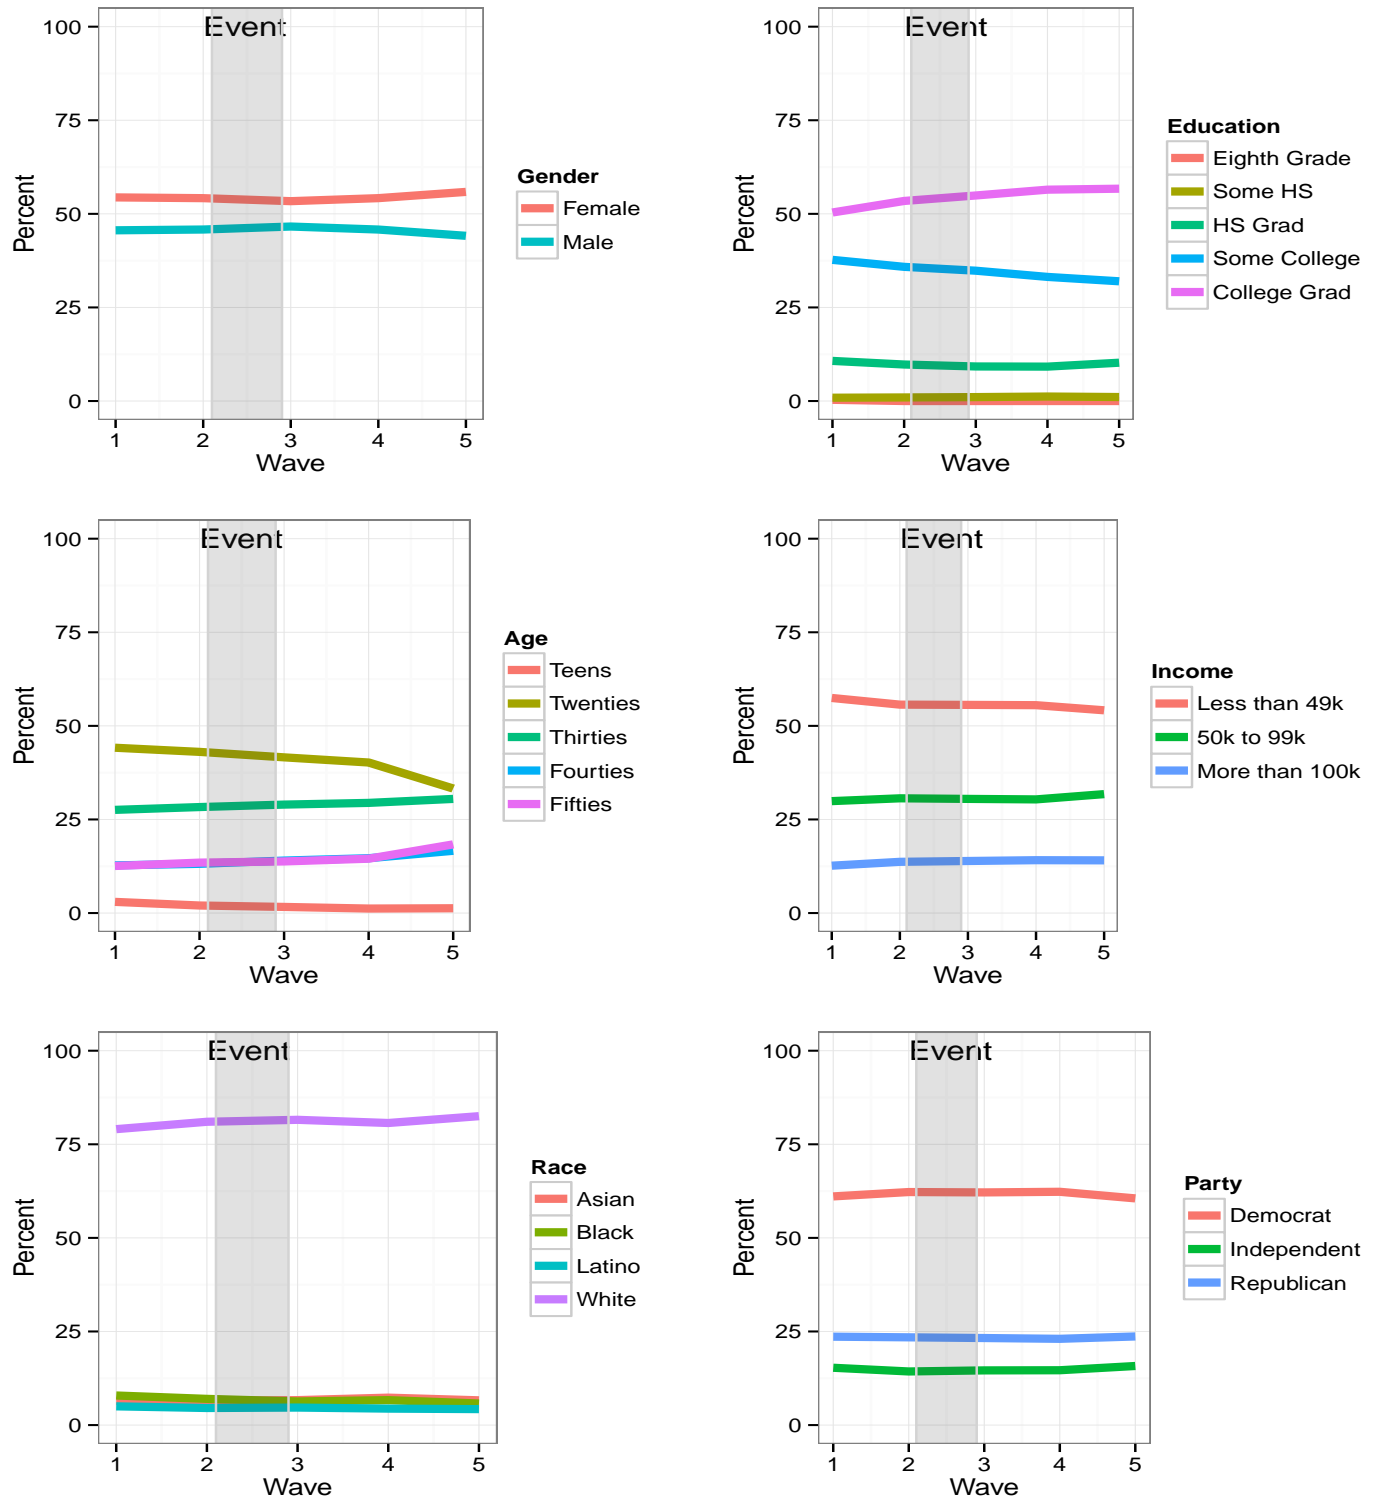 Event
100
75
50
25
0
Percent
1 2 3 4 5
Wave
Gender
Female
Male
Event
100
75
50
25
0
Percent
1 2 3 4 5
Wave
Education
Eighth Grade
Some HS
HS Grad
Some College
College Grad
Event
100
75
50
25
0
Percent
1 2 3 4 5
Wave
Age
Teens
Twenties
Thirties
Fourties
Fifties
Event
100
75
50
25
0
Percent
1 2 3 4 5
Wave
Income
Less than 49k
50k to 99k
More than 100k
Event
100
75
50
25
0
Percent
1 2 3 4 5
Wave
Race
Asian
Black
Latino
White
Event
100
75
50
25
0
Percent
1 2 3 4 5
Wave
Party
Democrat
Independent
Republican